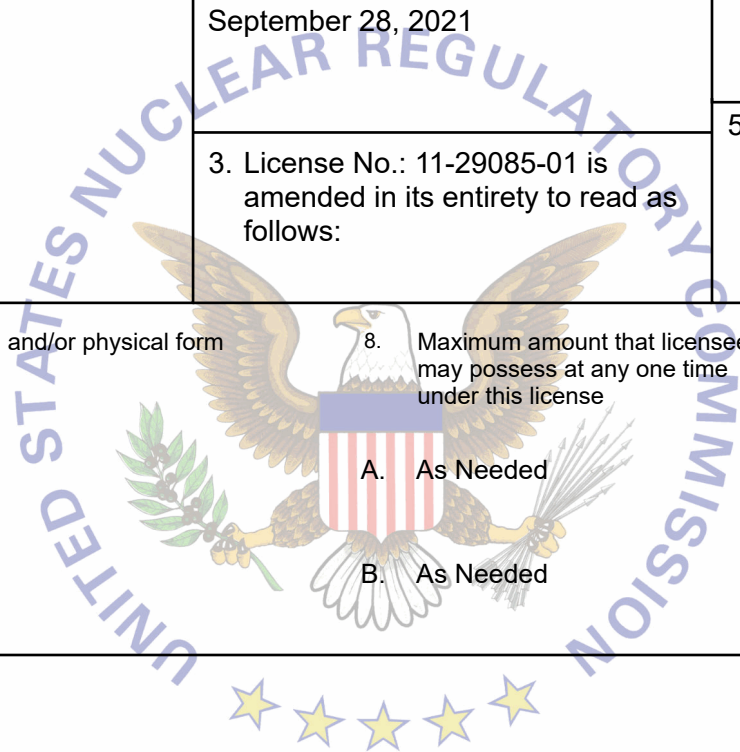 September 28, 2021
5
3. License No.: 11-29085-01 is
amended in its entirety to read as
follows:
and/or physical form
8. Maximum amount that licensee
may possess at any one time
under this license
A. As Needed
B. As Needed
UNITED STATES NUCLEAR REGULATORY COMMISSION